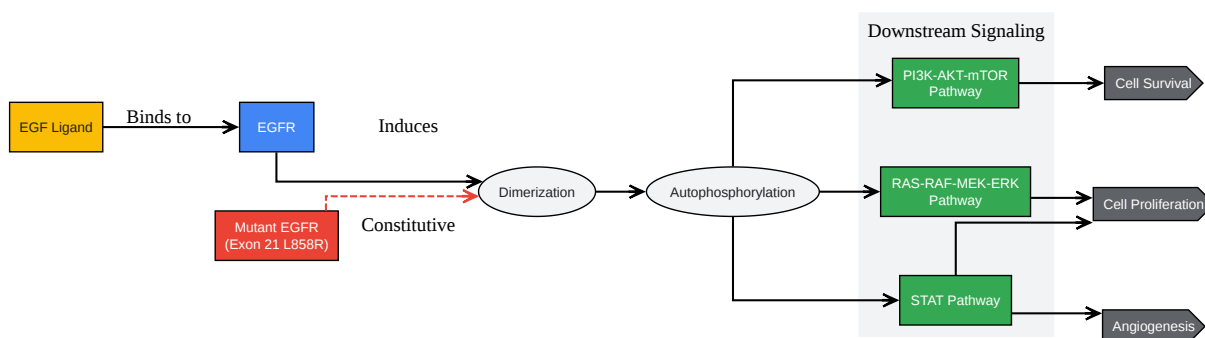 Downstream Signaling
PI3K-AKT-mTOR
Pathway
Cell Survival
EGF Ligand
Binds to
EGFR
Induces
Dimerization
Autophosphorylation
RAS-RAF-MEK-ERK
Pathway
Cell Proliferation
Mutant EGFR
(Exon 21 L858R)
Constitutive
STAT Pathway
Angiogenesis